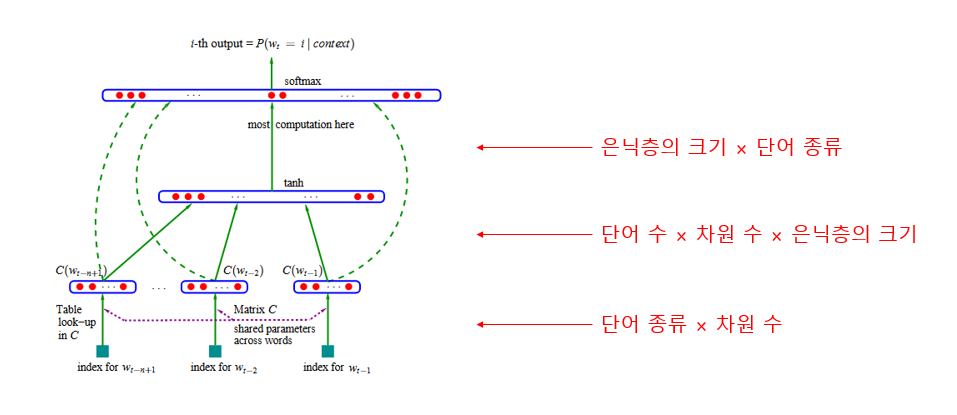 i-th output = P(w_t = i | context)
softmax
● ● ● . . . ● ● . . . ● ● ●
most computation here
은닉층의 크기 × 단어 종류
tanh
. . . . . .
단어 수 × 차원 수 × 은닉층의 크기
C(w_{t−n+1}) C(w_{t−2}) C(w_{t−1})
. . . . . . . . . . . .
Table look−up in C
Matrix C
shared parameters
across words
단어 종류 × 차원 수
index for w_{t−n+1} index for w_{t−2} index for w_{t−1}